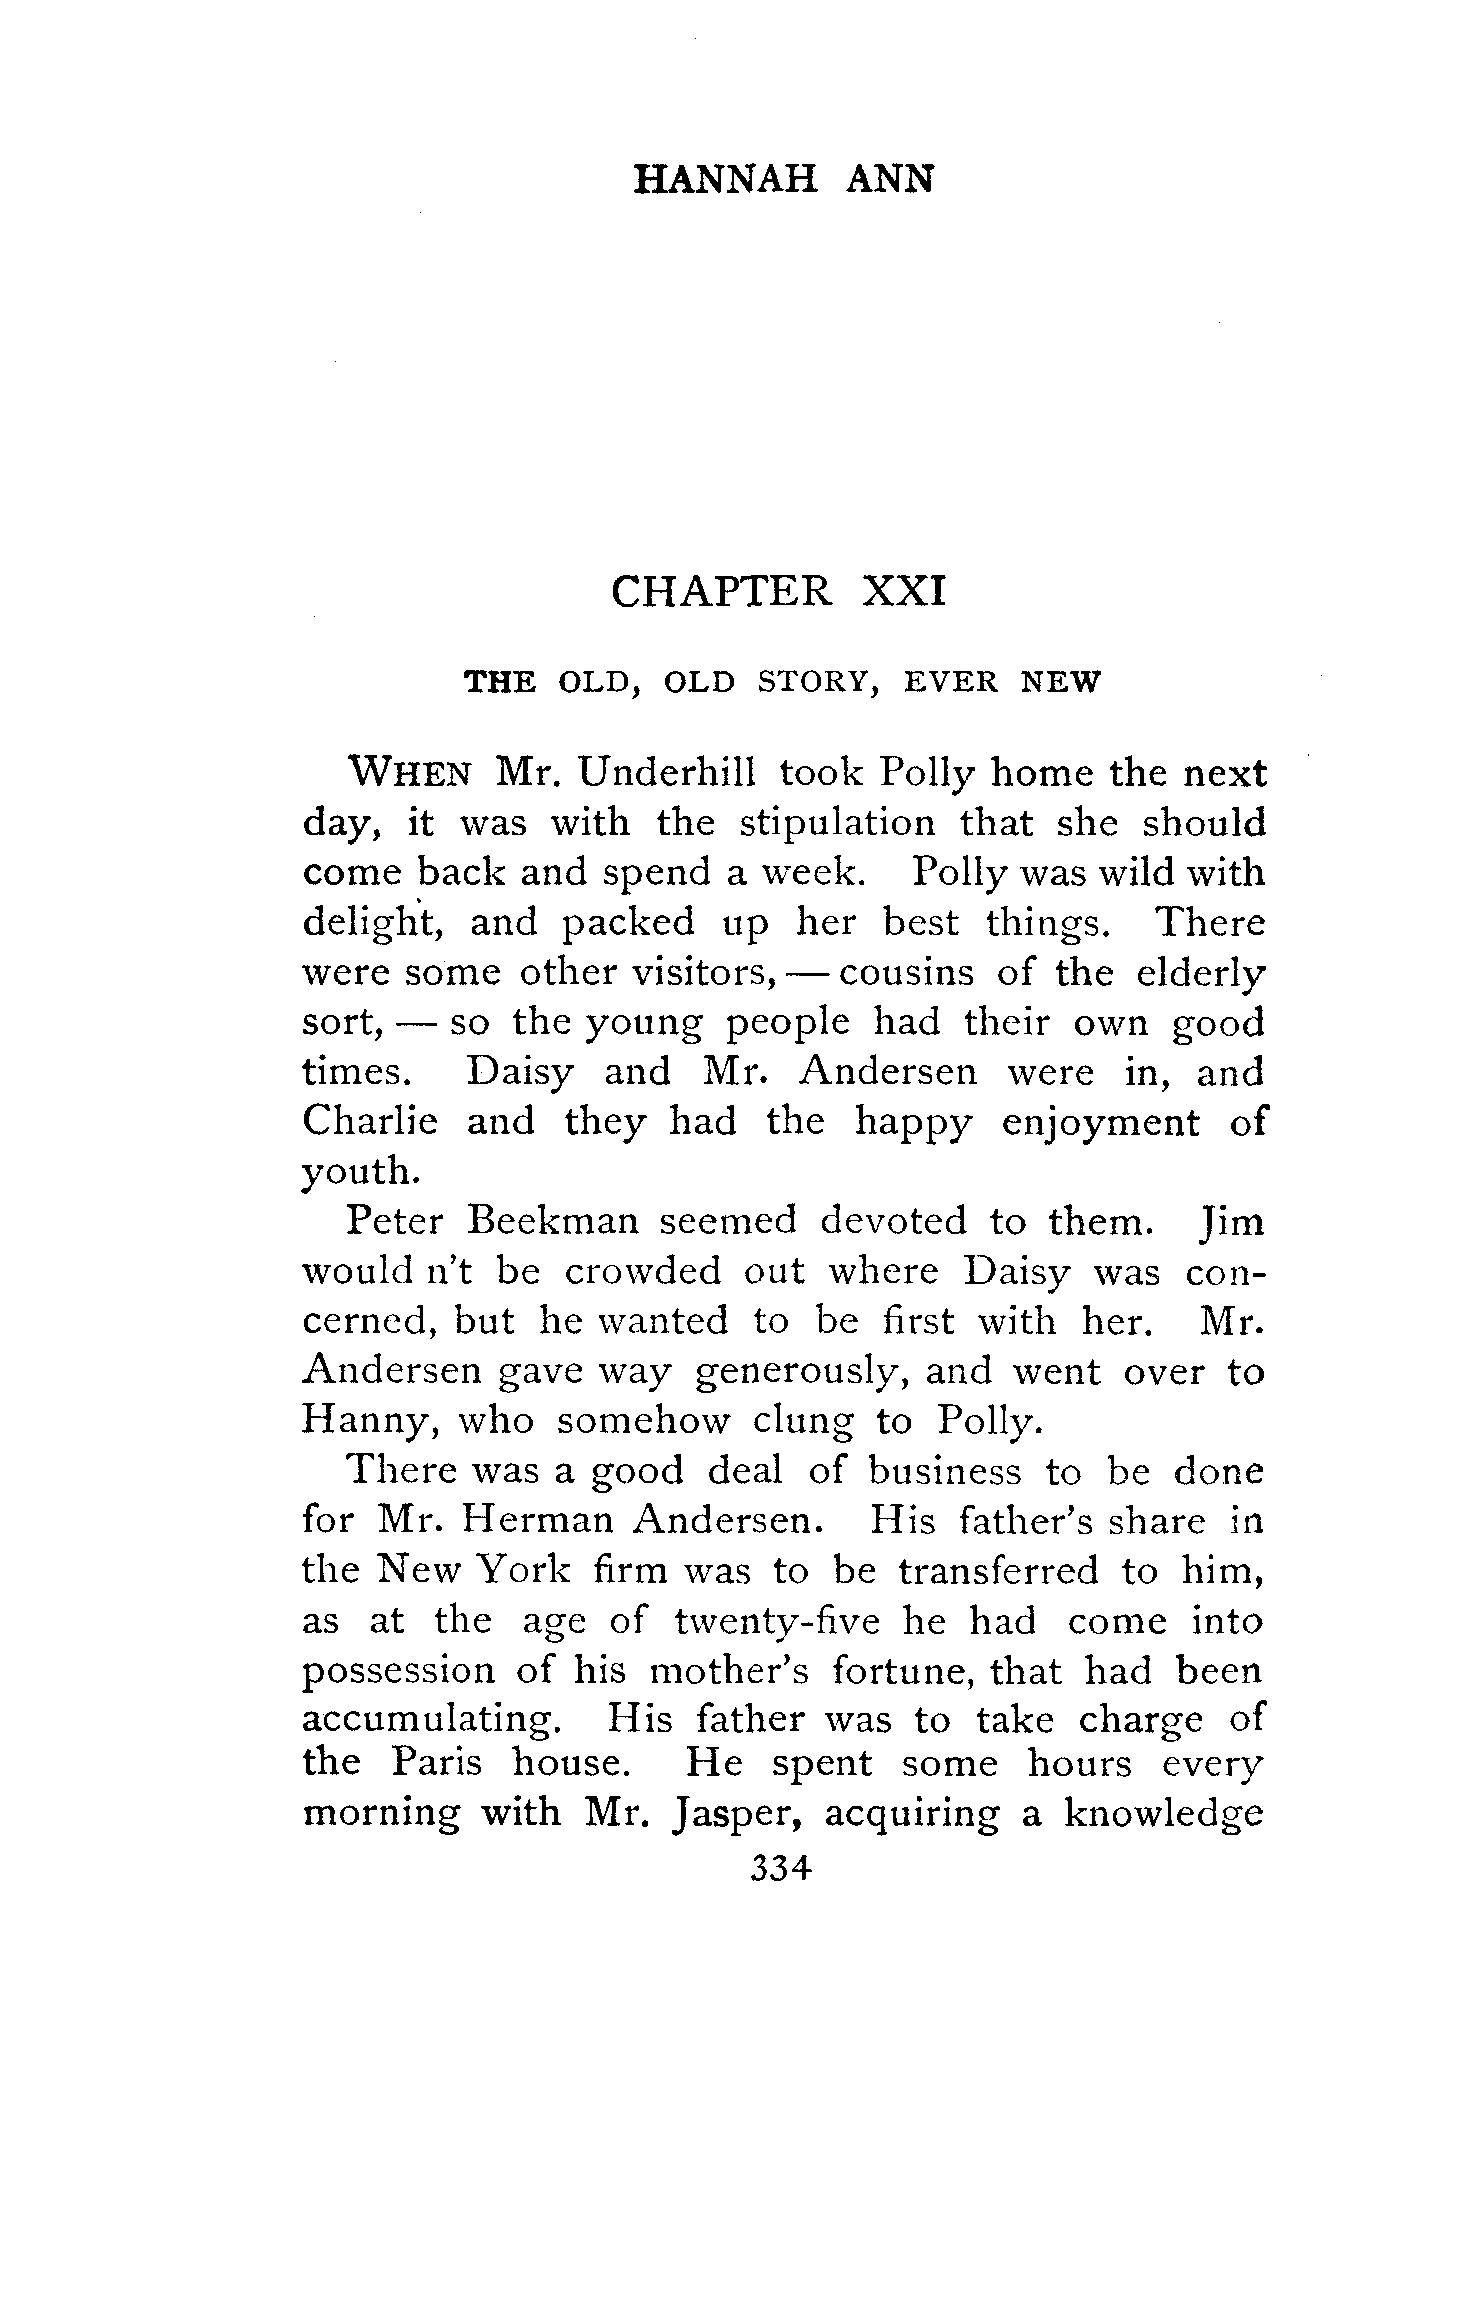 HANNAH ANN
CHAPTER XXI
THE OLD, OLD STORY, EVER NEW
WHEN Mr. Underhill took Polly home the next
day, it was with the stipulation that she should
come back and spend a week. Polly was wild with
delight, and packed up her best things. There
were some other visitors, — cousins of the elderly
sort, — so the young people had their own good
times. Daisy and Mr. Andersen were in, and
Charlie and they had the happy enjoyment of
youth.
Peter Beekman seemed devoted to them. Jim
would n't be crowded out where Daisy was con-
cerned, but he wanted to be first with her. Mr.
Andersen gave way generously, and went over to
Hanny, who somehow clung to Polly.
There was a good deal of business to be done
for Mr. Herman Andersen. His father's share in
the New York firm was to be transferred to him,
as at the age of twenty-five he had come into
possession of his mother's fortune, that had been
accumulating. His father was to take charge of
the Paris house. He spent some hours every
morning with Mr. Jasper, acquiring a knowledge
334